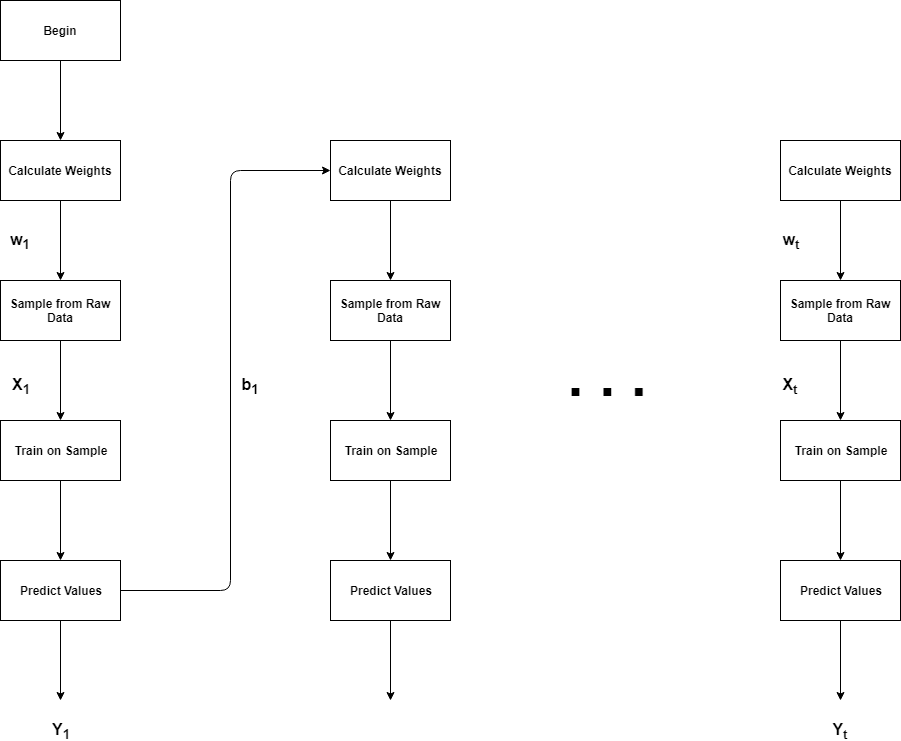 Begin
Calculate Weights
w1
Sample from Raw
Data
X1
Train on Sample
Predict Values
Y1
b1
Calculate Weights
Sample from Raw
Data
Train on Sample
Predict Values
. . .
Calculate Weights
wt
Sample from Raw
Data
Xt
Train on Sample
Predict Values
Yt